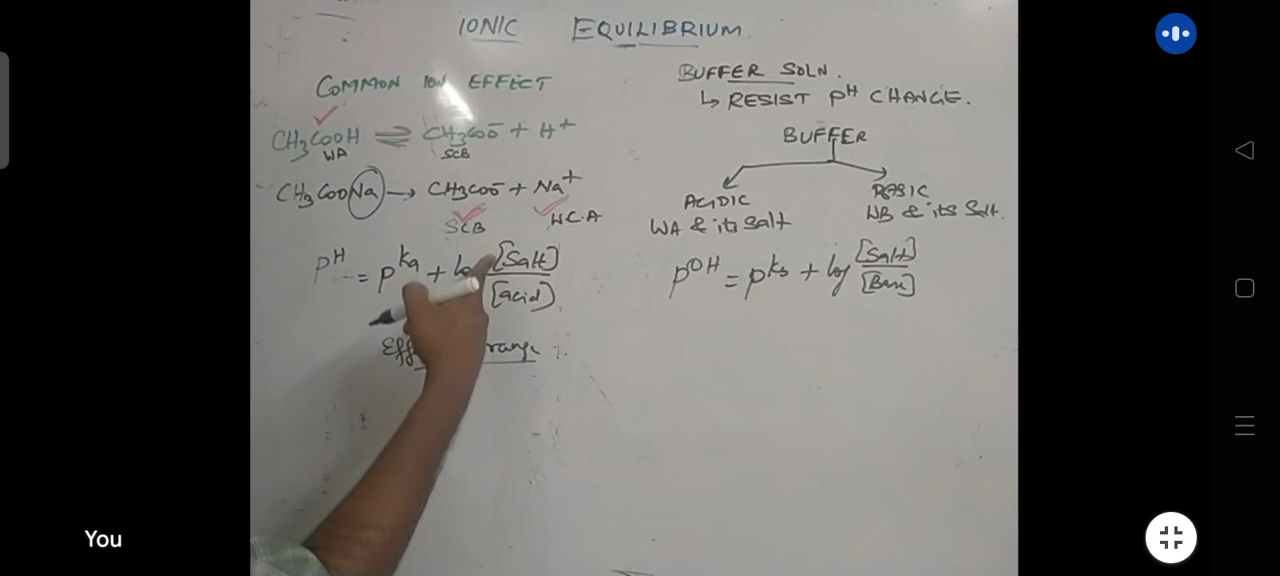 IONIC EQUILIBRIUM.
COMMON ION EFFECT
CH3COOH ⇌ CH3COO⁻ + H⁺
WA SCB
CH3COONa → CH3COO⁻ + Na⁺
SCB W.C.A
pH = pKa + log [Salt]/[acid]
range :.
BUFFER SOLN.
↳ RESIST pH CHANGE.
BUFFER
ACIDIC
WA & its Salt
BASIC
WB & its Salt.
pOH = pKb + log [Salt]/[Base]
You